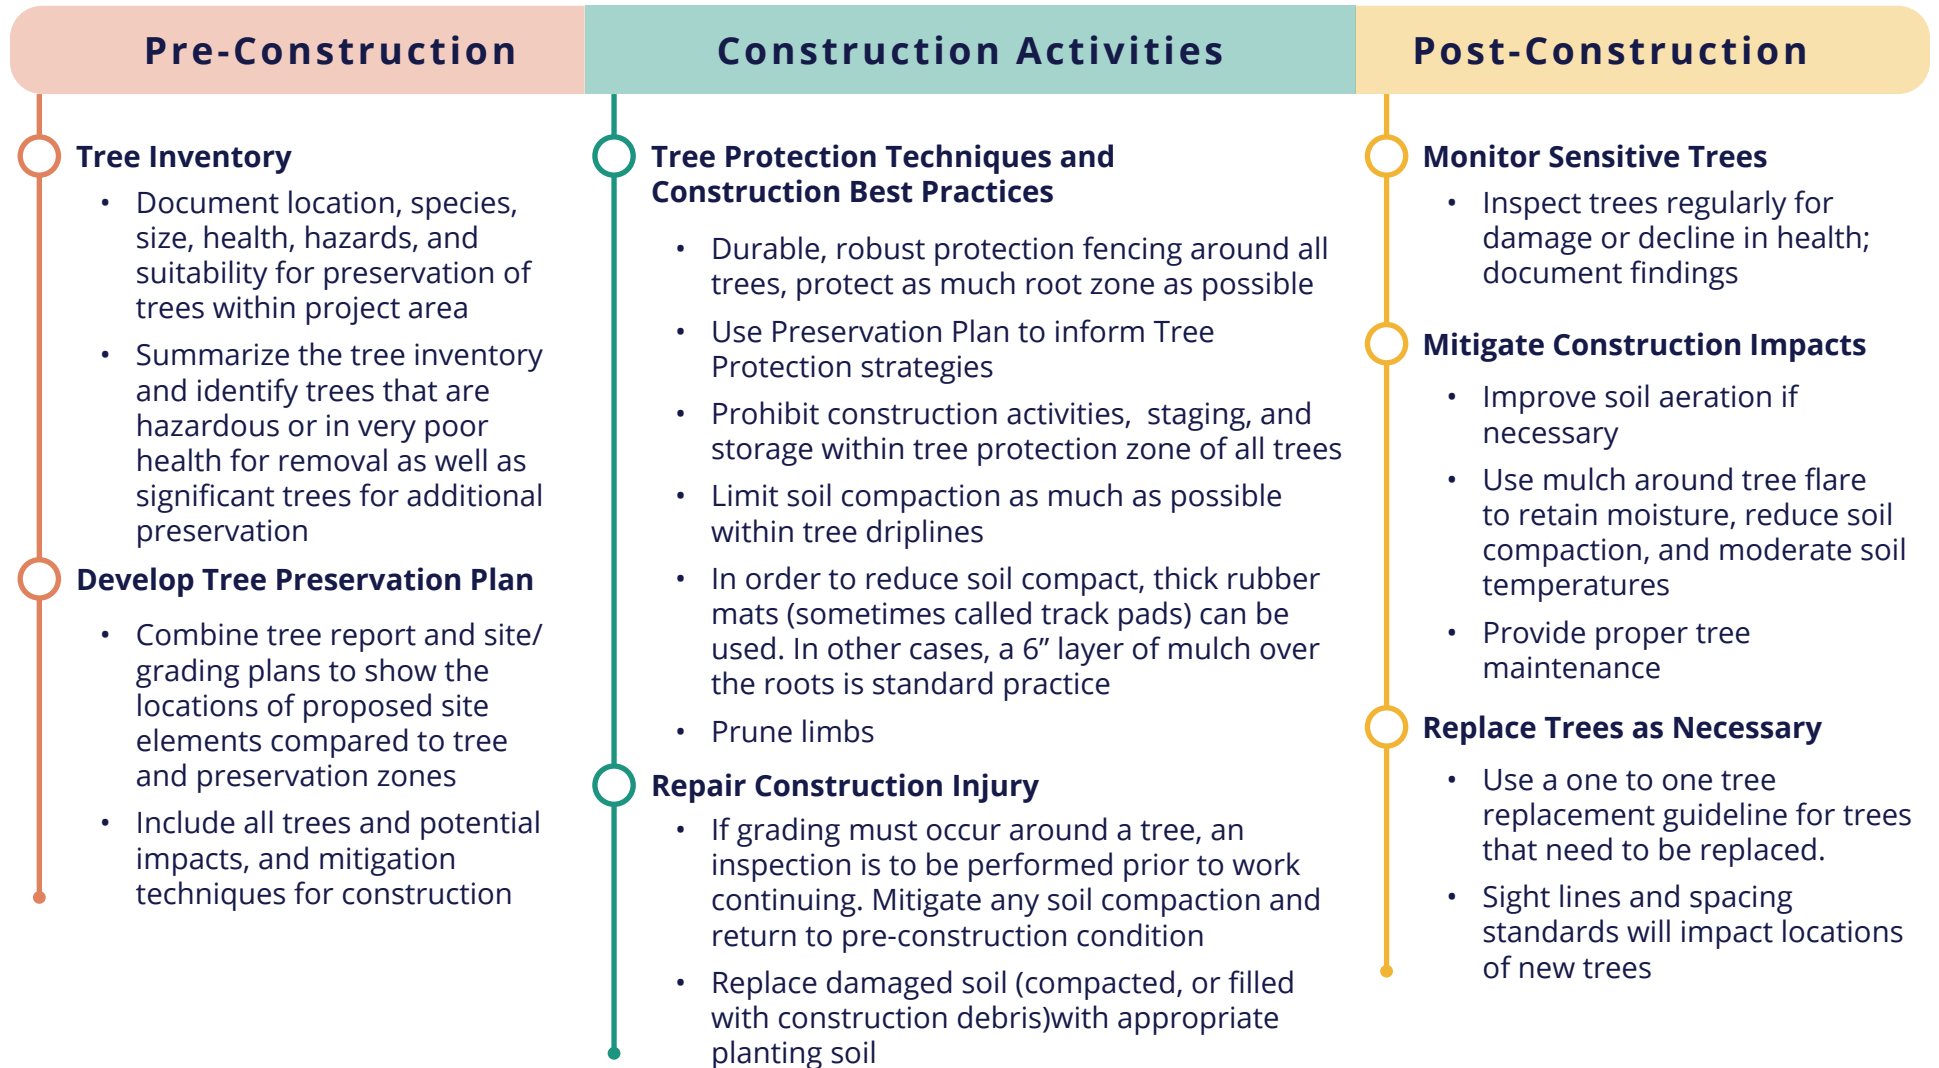 Pre-Construction
Tree Inventory
• Document location, species,
size, health, hazards, and
suitability for preservation of
trees within project area
• Summarize the tree inventory
and identify trees that are
hazardous or in very poor
health for removal as well as
significant trees for additional
preservation
Develop Tree Preservation Plan
• Combine tree report and site/
grading plans to show the
locations of proposed site
elements compared to tree
and preservation zones
• Include all trees and potential
impacts, and mitigation
techniques for construction
Construction Activities
Tree Protection Techniques and
Construction Best Practices
• Durable, robust protection fencing around all
trees, protect as much root zone as possible
• Use Preservation Plan to inform Tree
Protection strategies
• Prohibit construction activities,  staging, and
storage within tree protection zone of all trees
• Limit soil compaction as much as possible
within tree driplines
• In order to reduce soil compact, thick rubber
mats (sometimes called track pads) can be
used. In other cases, a 6” layer of mulch over
the roots is standard practice
• Prune limbs
Repair Construction Injury
• If grading must occur around a tree, an
inspection is to be performed prior to work
continuing. Mitigate any soil compaction and
return to pre-construction condition
• Replace damaged soil (compacted, or filled
with construction debris)with appropriate
planting soil
Post-Construction
Monitor Sensitive Trees
• Inspect trees regularly for
damage or decline in health;
document findings
Mitigate Construction Impacts
• Improve soil aeration if
necessary
• Use mulch around tree flare
to retain moisture, reduce soil
compaction, and moderate soil
temperatures
• Provide proper tree
maintenance
Replace Trees as Necessary
• Use a one to one tree
replacement guideline for trees
that need to be replaced.
• Sight lines and spacing
standards will impact locations
of new trees